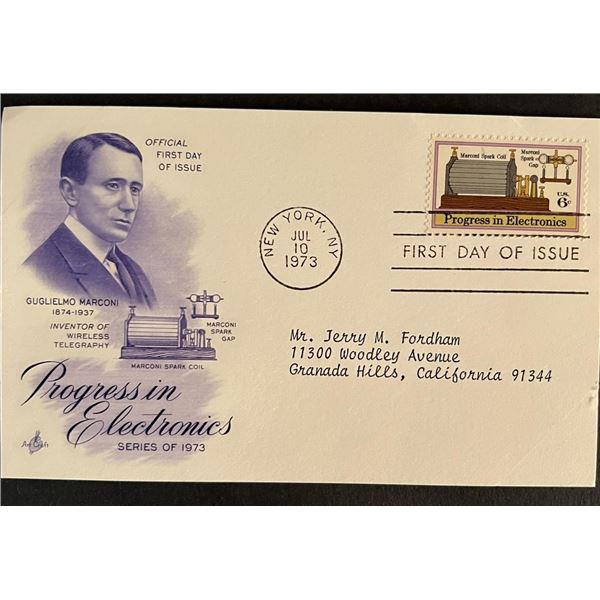 OFFICIAL
FIRST DAY
OF ISSUE
GUGLIELMO MARCONI
1874-1937
INVENTOR OF
WIRELESS
TELEGRAPHY
MARCONI
SPARK
GAP
MARCONI SPARK COIL
Progress in
Electronics
SERIES OF 1973
Art Craft
NEW YORK, NY
JUL
10
1973
Marconi Spark Coil
Marconi
Spark
Gap
U.S.
6c
Progress in Electronics
FIRST DAY OF ISSUE
Mr. Jerry M. Fordham
11300 Woodley Avenue
Granada Hills, California 91344